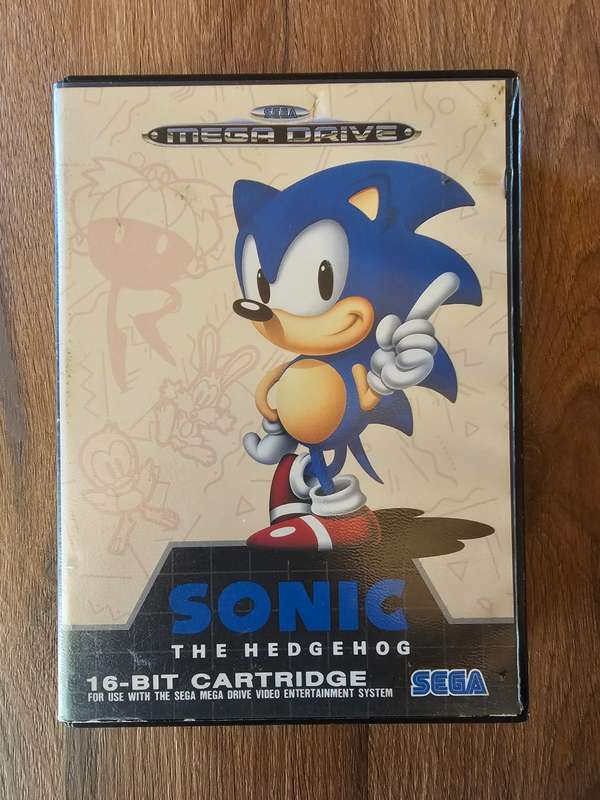 SEGA
MEGA DRIVE
SONIC
THE HEDGEHOG
16-BIT CARTRIDGE
FOR USE WITH THE SEGA MEGA DRIVE VIDEO ENTERTAINMENT SYSTEM
SEGA